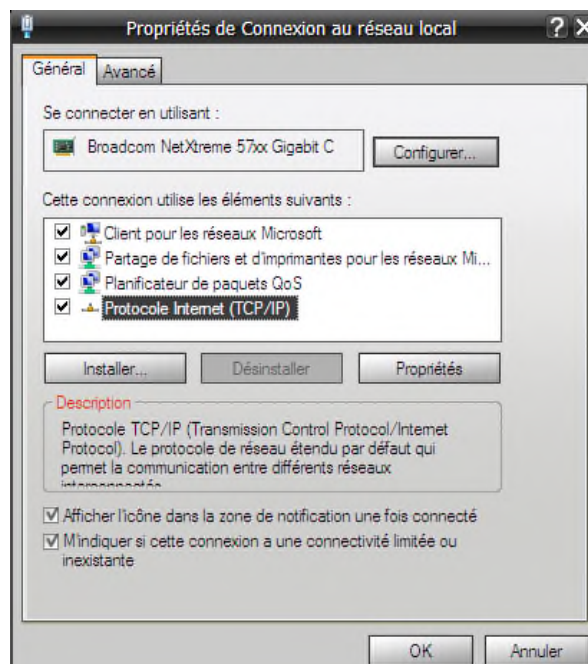 Propriétés de Connexion au réseau local
Général
Avancé
Se connecter en utilisant :
Broadcom NetXtreme 57xx Gigabit C
Configurer...
Cette connexion utilise les éléments suivants :
Client pour les réseaux Microsoft
Partage de fichiers et d'imprimantes pour les réseaux Mi...
Planificateur de paquets QoS
Protocole Internet (TCP/IP)
Installer...
Désinstaller
Propriétés
Description
Protocole TCP/IP (Transmission Control Protocol/Internet
Protocol). Le protocole de réseau étendu par défaut qui
permet la communication entre différents réseaux
interconnectés
Afficher l'icône dans la zone de notification une fois connecté
M'indiquer si cette connexion a une connectivité limitée ou
inexistante
OK
Annuler